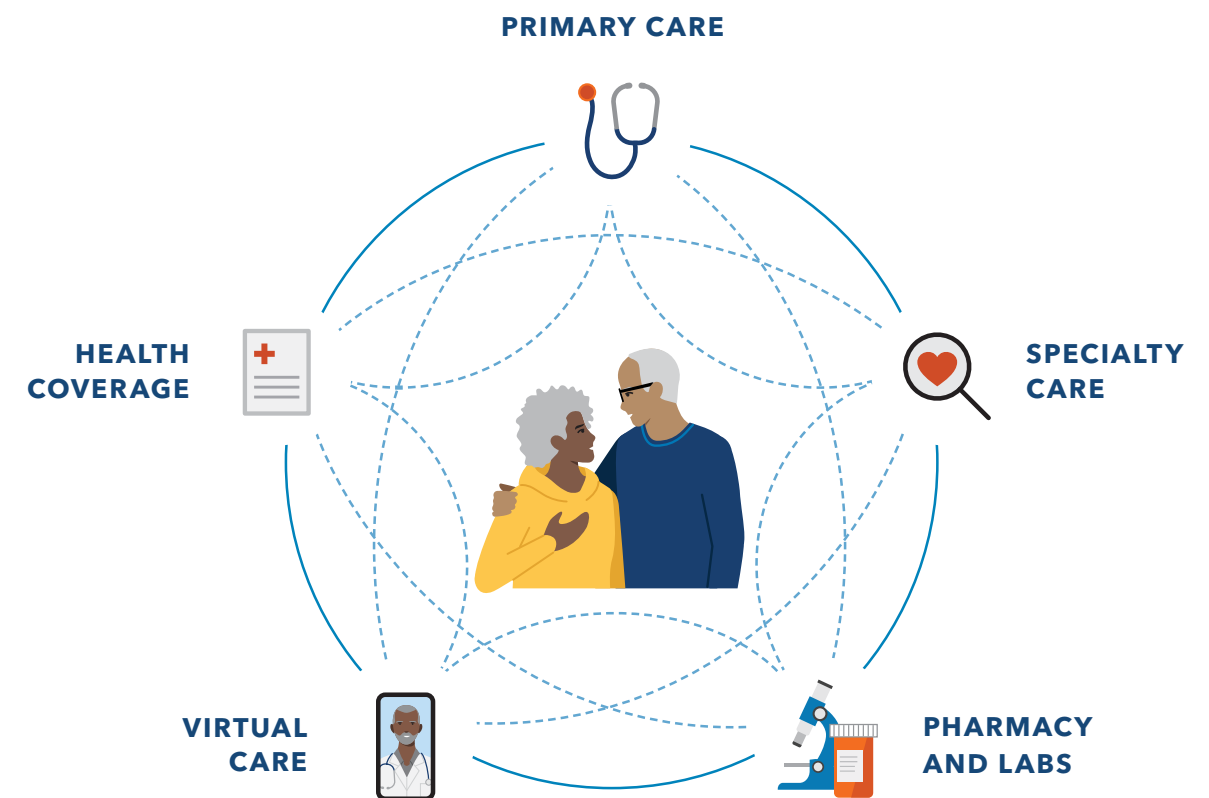 PRIMARY CARE
HEALTH
COVERAGE
SPECIALTY
CARE
VIRTUAL
CARE
PHARMACY
AND LABS